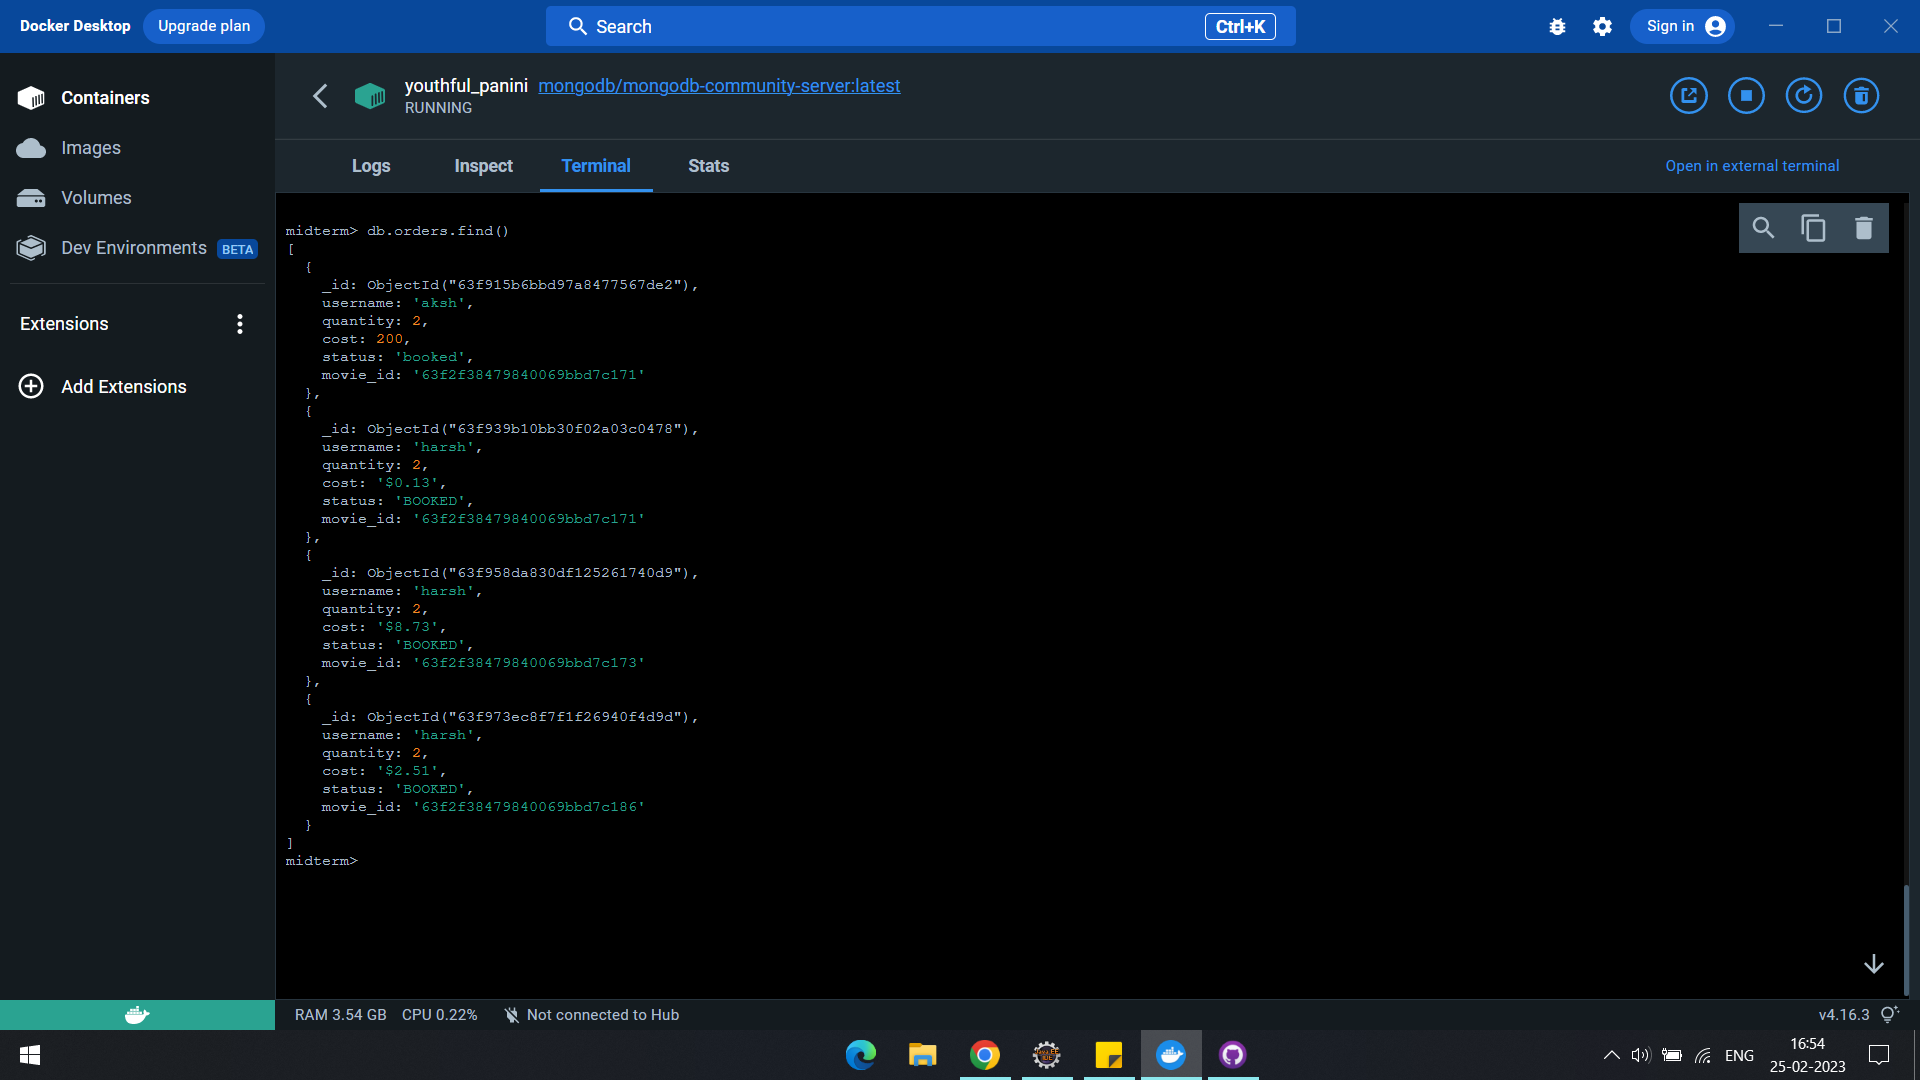 Docker Desktop Upgrade plan Search Ctrl+K Sign in
Containers
Images
Volumes
Dev Environments BETA
Extensions
Add Extensions
youthful_panini mongodb/mongodb-community-server:latest
RUNNING
Logs Inspect Terminal Stats Open in external terminal
midterm> db.orders.find()
[
  {
    _id: ObjectId("63f915b6bbd97a8477567de2"),
    username: 'aksh',
    quantity: 2,
    cost: 200,
    status: 'booked',
    movie_id: '63f2f38479840069bbd7c171'
  },
  {
    _id: ObjectId("63f939b10bb30f02a03c0478"),
    username: 'harsh',
    quantity: 2,
    cost: '$0.13',
    status: 'BOOKED',
    movie_id: '63f2f38479840069bbd7c171'
  },
  {
    _id: ObjectId("63f958da830df125261740d9"),
    username: 'harsh',
    quantity: 2,
    cost: '$8.73',
    status: 'BOOKED',
    movie_id: '63f2f38479840069bbd7c173'
  },
  {
    _id: ObjectId("63f973ec8f7f1f26940f4d9d"),
    username: 'harsh',
    quantity: 2,
    cost: '$2.51',
    status: 'BOOKED',
    movie_id: '63f2f38479840069bbd7c186'
  }
]
midterm>
RAM 3.54 GB CPU 0.22% Not connected to Hub v4.16.3
ENG
16:54
25-02-2023